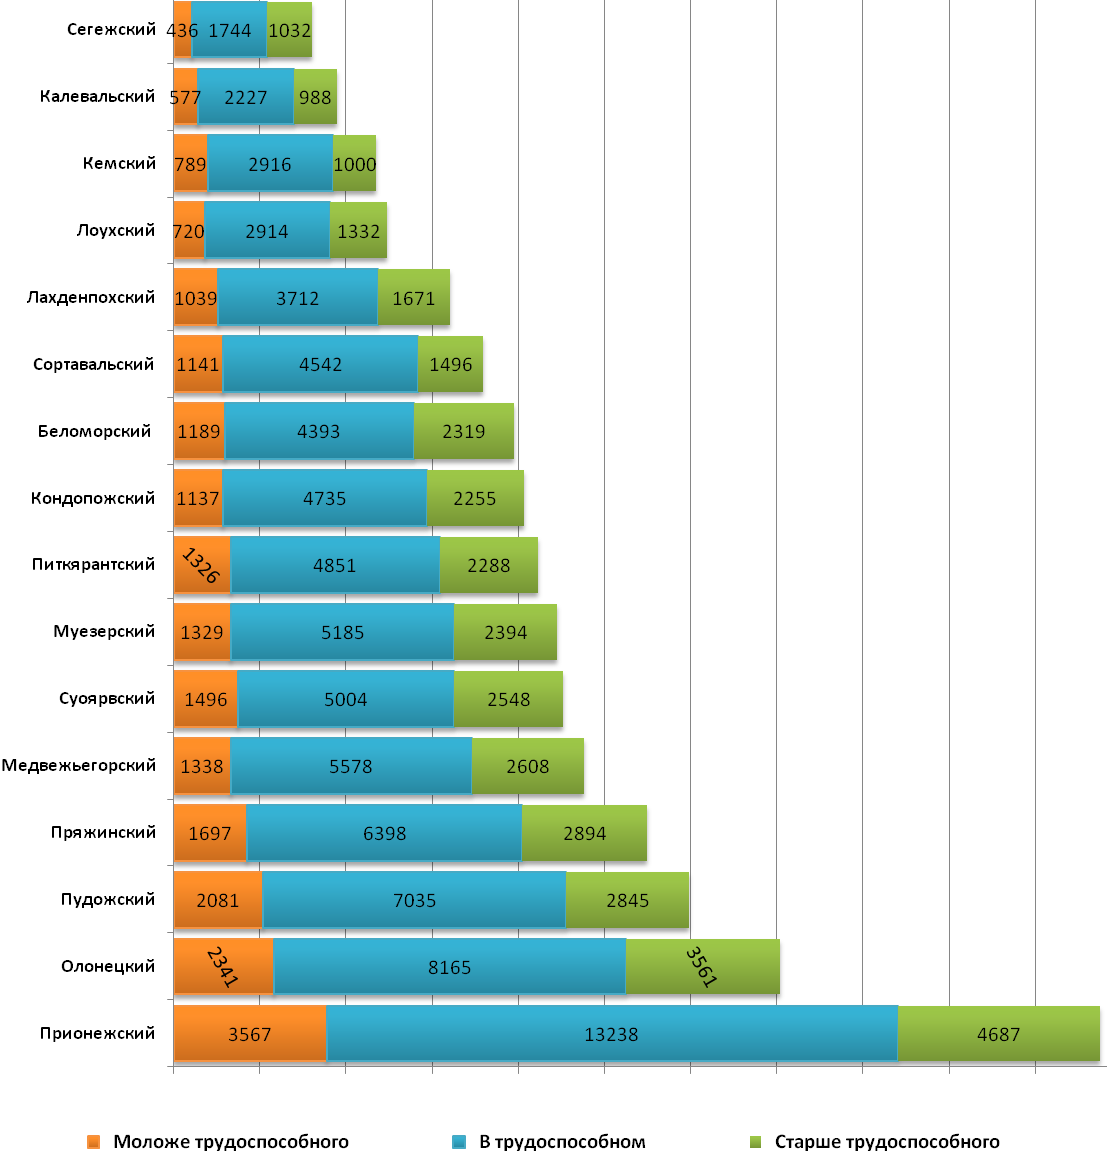 Сегежский 436 1744 1032
Калевальский 577 2227 988
Кемский 789 2916 1000
Лоухский 720 2914 1332
Лахденпохский 1039 3712 1671
Сортавальский 1141 4542 1496
Беломорский 1189 4393 2319
Кондопожский 1137 4735 2255
Питкярантский 1326 4851 2288
Муезерский 1329 5185 2394
Суоярвский 1496 5004 2548
Медвежьегорский 1338 5578 2608
Пряжинский 1697 6398 2894
Пудожский 2081 7035 2845
Олонецкий 2341 8165 3561
Прионежский 3567 13238 4687
Моложе трудоспособного В трудоспособном Старше трудоспособного